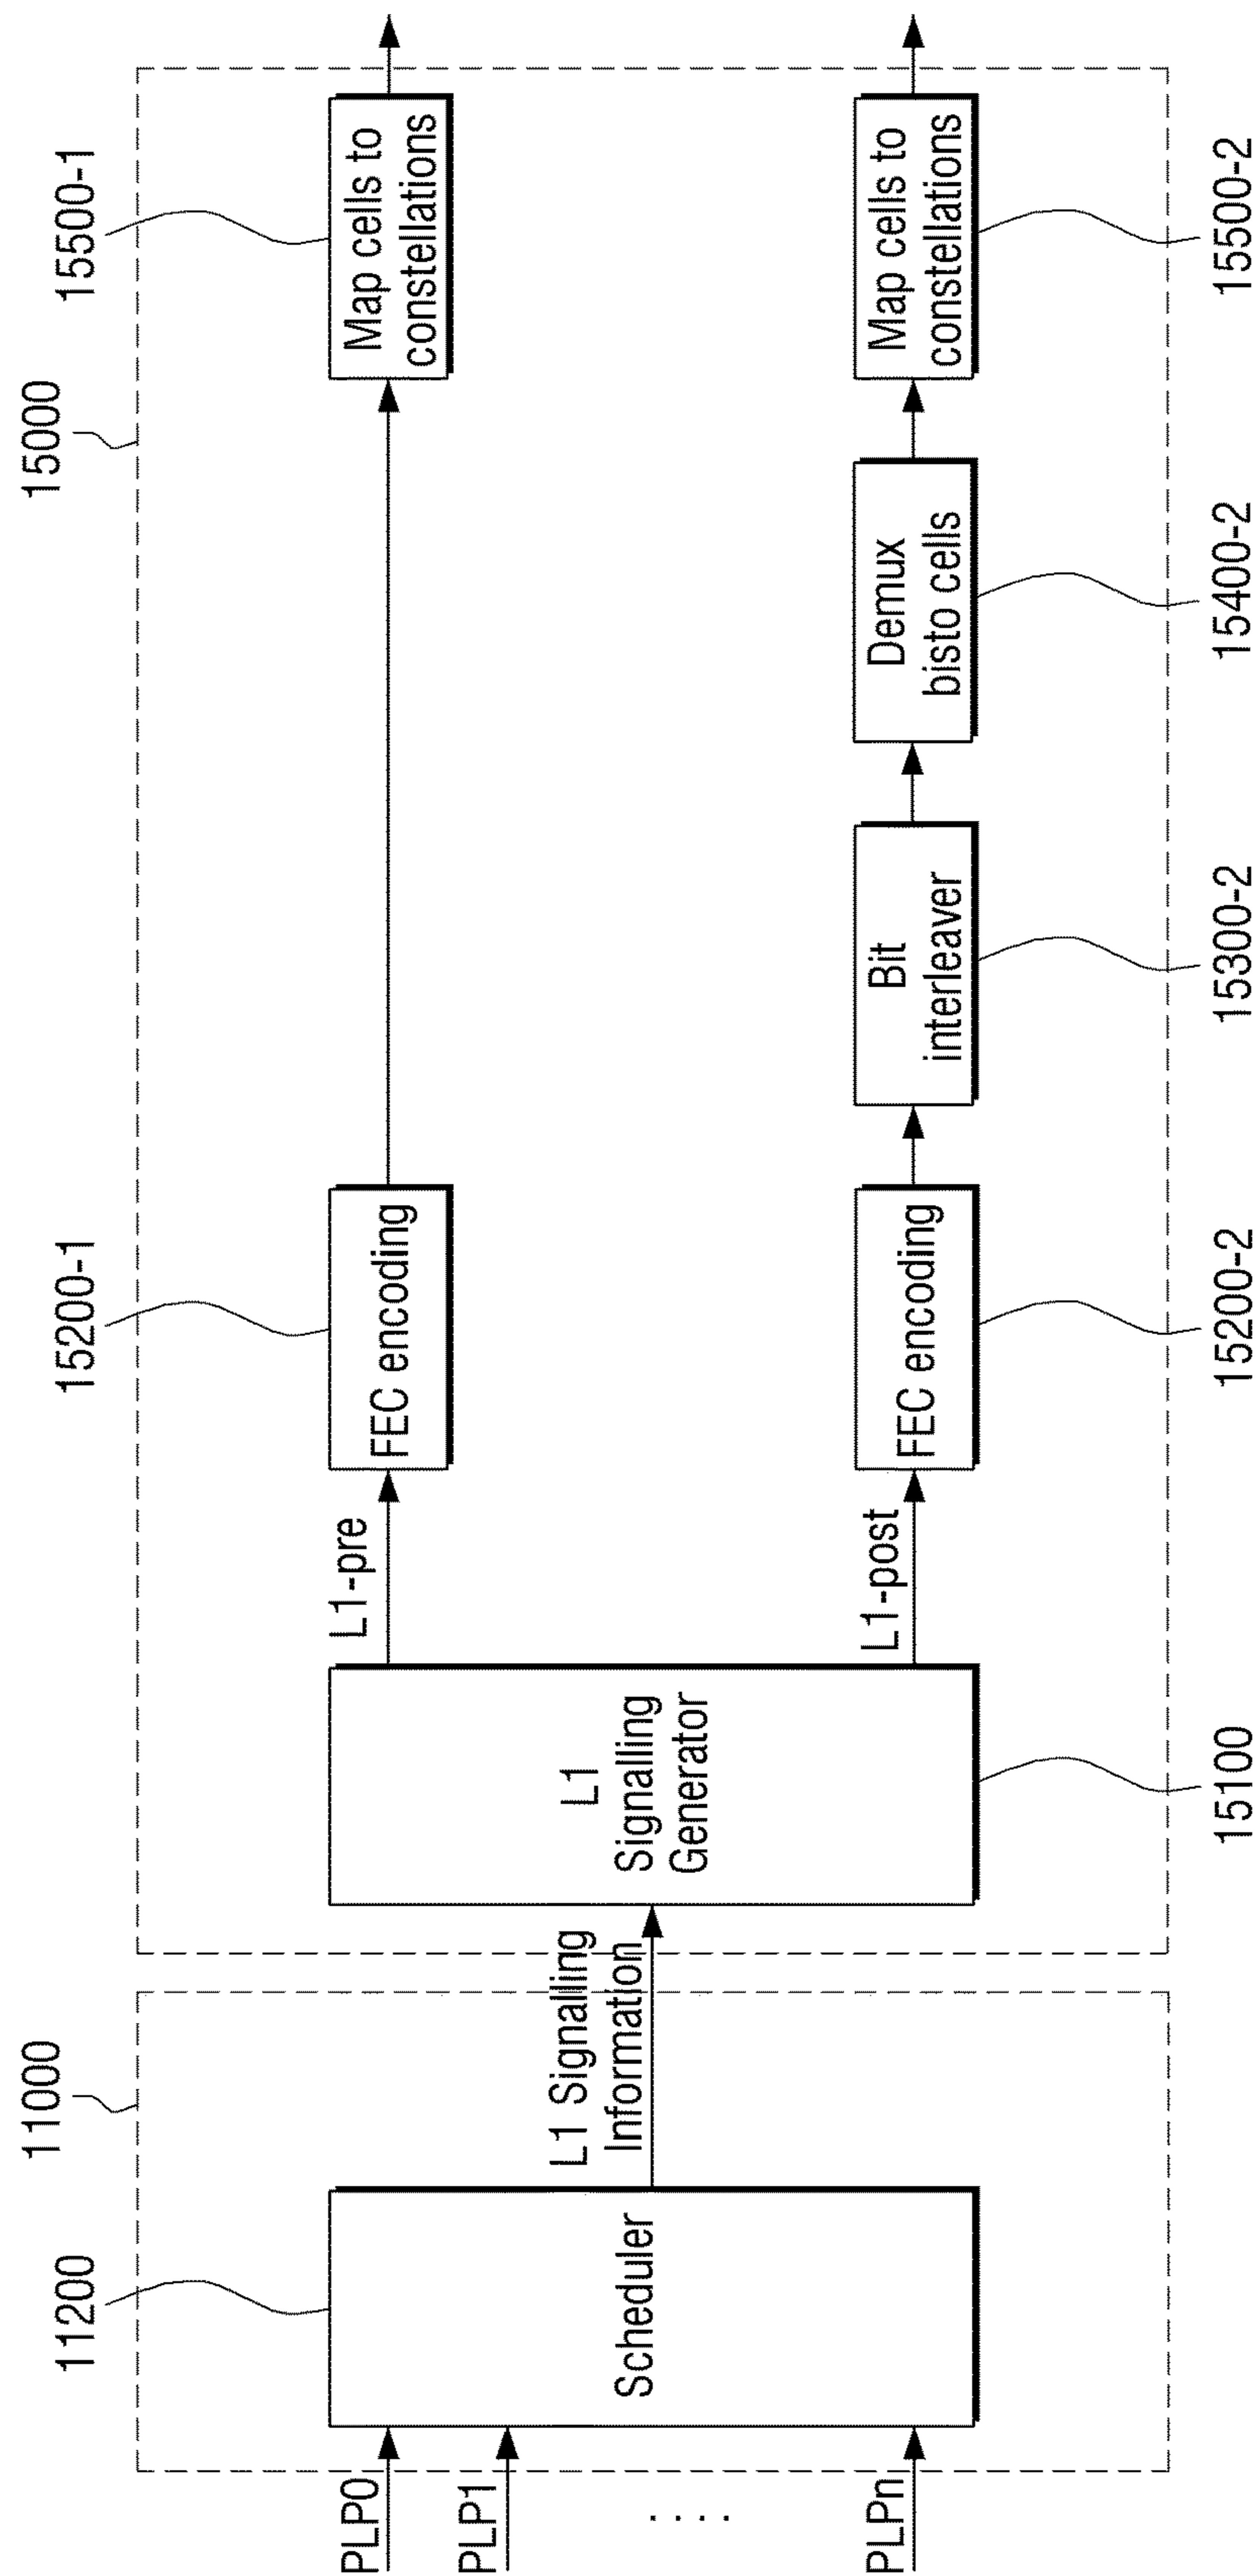 11000
15000
11200
15200-1
15500-1
PLP0
PLP1
. . . .
PLPn
Scheduler
L1 Signalling
Information
L1
Signalling
Generator
L1-pre
FEC encoding
Map cells to
constellations
L1-post
FEC encoding
Bit
interleaver
Demux
bisto cells
Map cells to
constellations
15100
15200-2
15300-2
15400-2
15500-2